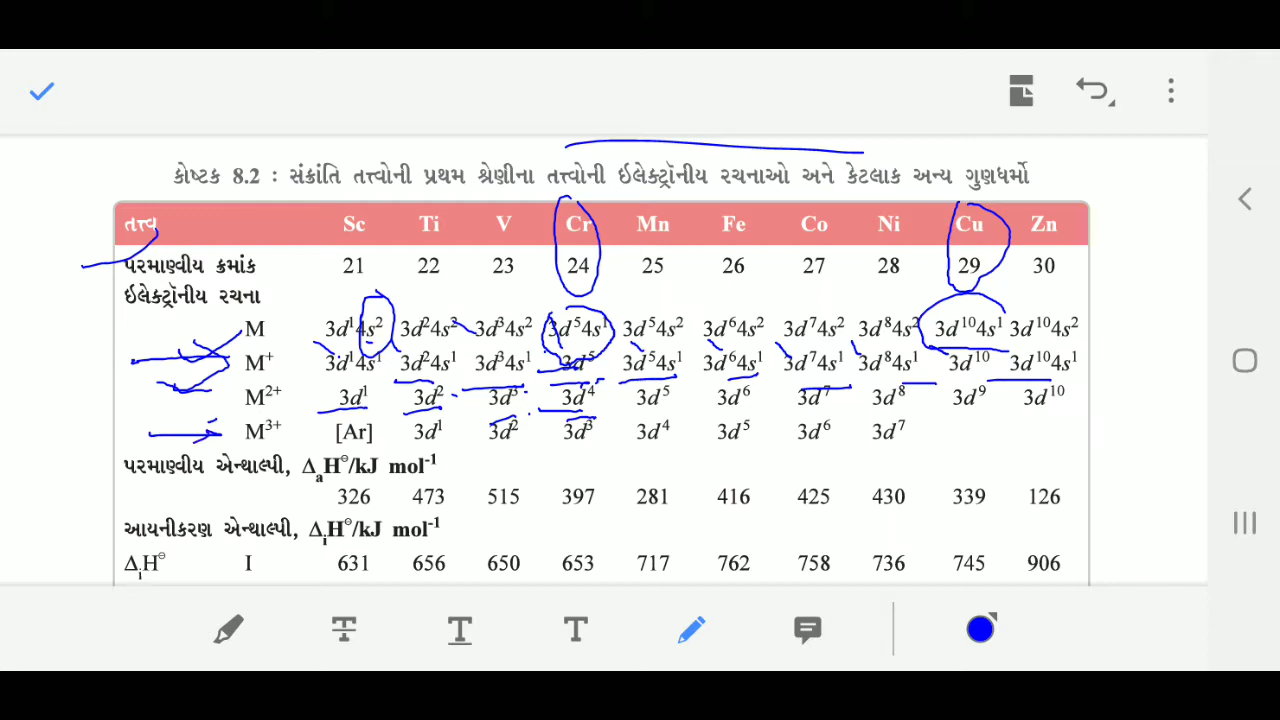 કોષ્ટક 8.2 : સંક્રાંતિ તત્ત્વોની પ્રથમ શ્રેણીના તત્ત્વોની ઇલેક્ટ્રૉનીય રચનાઓ અને કેટલાક અન્ય ગુણધર્મો
તત્ત્વ Sc Ti V Cr Mn Fe Co Ni Cu Zn
પરમાણ્વીય ક્રમાંક 21 22 23 24 25 26 27 28 29 30
ઇલેક્ટ્રૉનીય રચના
M 3d¹4s² 3d²4s² 3d³4s² 3d⁵4s¹ 3d⁵4s² 3d⁶4s² 3d⁷4s² 3d⁸4s² 3d¹⁰4s¹ 3d¹⁰4s²
M⁺ 3d¹4s¹ 3d²4s¹ 3d³4s¹ 3d⁵ 3d⁵4s¹ 3d⁶4s¹ 3d⁷4s¹ 3d⁸4s¹ 3d¹⁰ 3d¹⁰4s¹
M²⁺ 3d¹ 3d² 3d³ 3d⁴ 3d⁵ 3d⁶ 3d⁷ 3d⁸ 3d⁹ 3d¹⁰
M³⁺ [Ar] 3d¹ 3d² 3d³ 3d⁴ 3d⁵ 3d⁶ 3d⁷
પરમાણ્વીય એન્થાલ્પી, ΔₐH⊖/kJ mol⁻¹
326 473 515 397 281 416 425 430 339 126
આયનીકરણ એન્થાલ્પી, ΔᵢH⊖/kJ mol⁻¹
ΔᵢH⊖ I 631 656 650 653 717 762 758 736 745 906
T T T